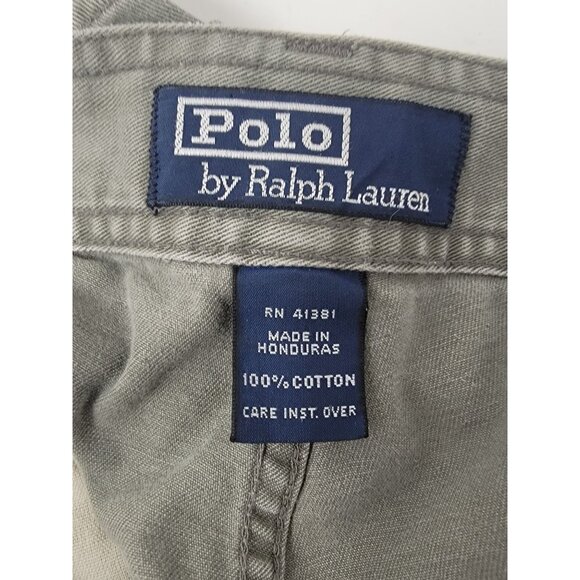 Polo
by Ralph Lauren
RN 41381
MADE IN
HONDURAS
100% COTTON
CARE INST. OVER